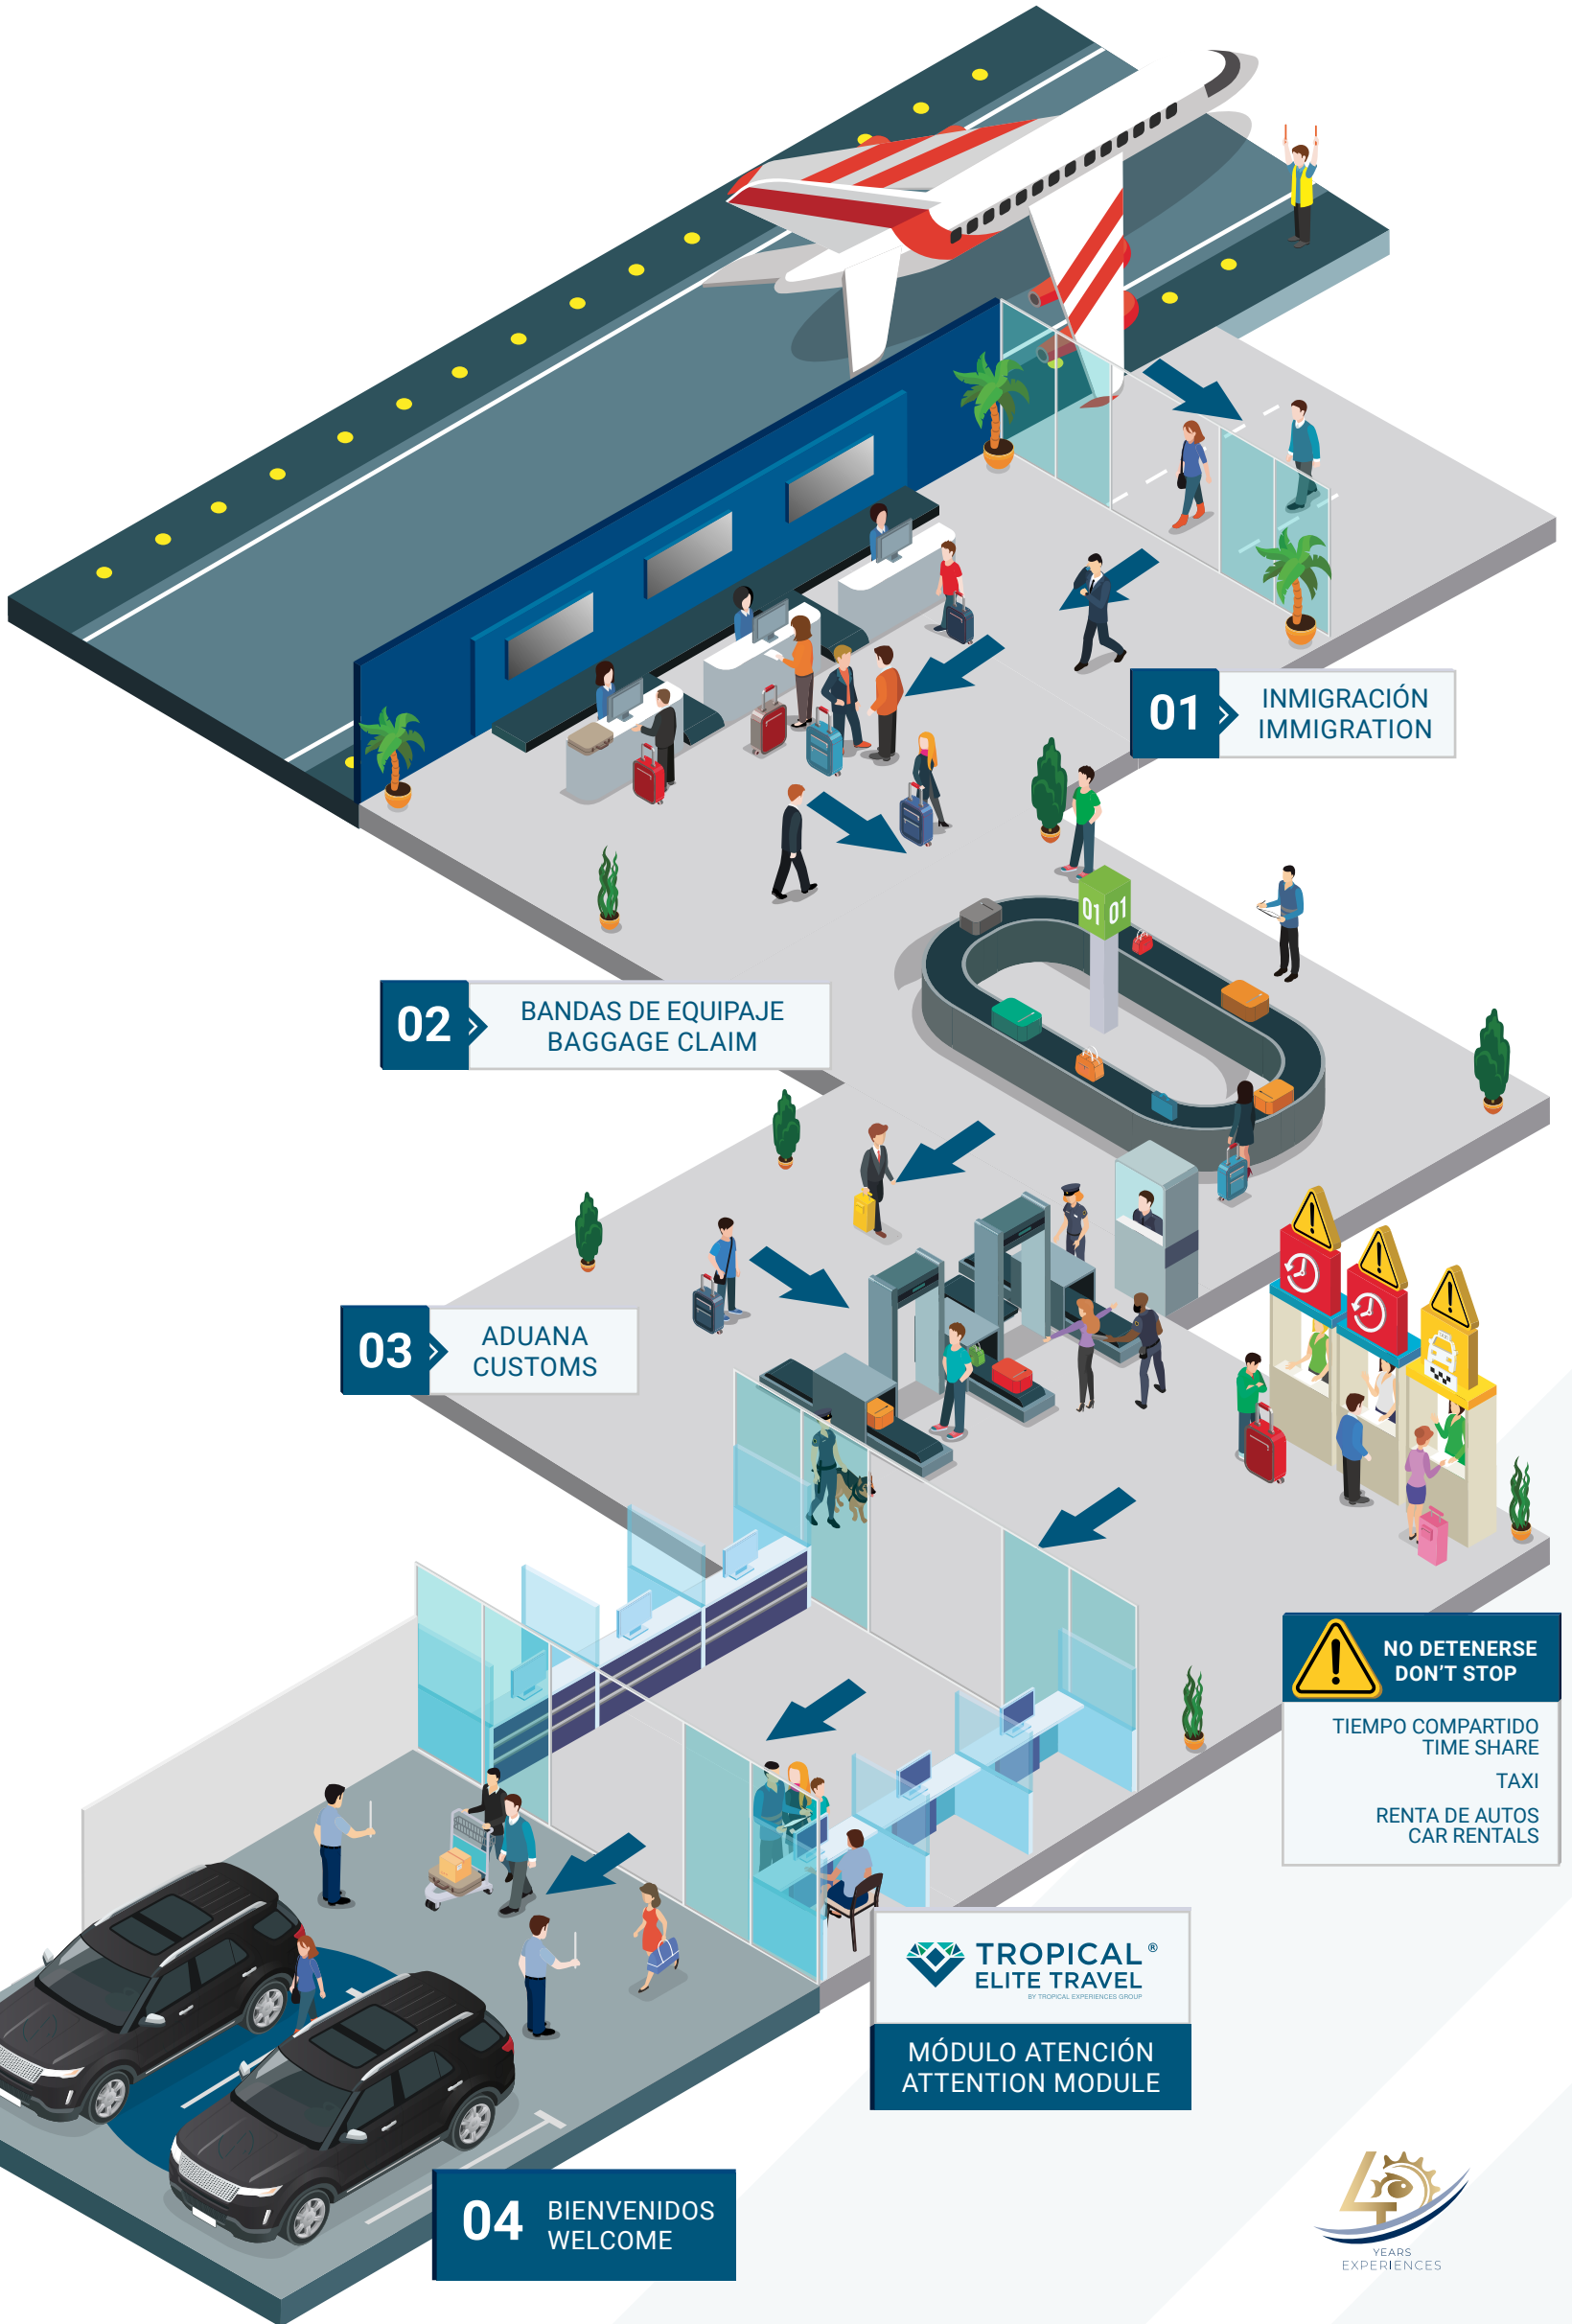 01
INMIGRACIÓN
IMMIGRATION
01 01
02
BANDAS DE EQUIPAJE
BAGGAGE CLAIM
03
ADUANA
CUSTOMS
TAXI
NO DETENERSE
DON'T STOP
TIEMPO COMPARTIDO
TIME SHARE
TAXI
RENTA DE AUTOS
CAR RENTALS
TROPICAL®
ELITE TRAVEL
BY TROPICAL EXPERIENCES GROUP
MÓDULO ATENCIÓN
ATTENTION MODULE
04
BIENVENIDOS
WELCOME
40
YEARS
EXPERIENCES